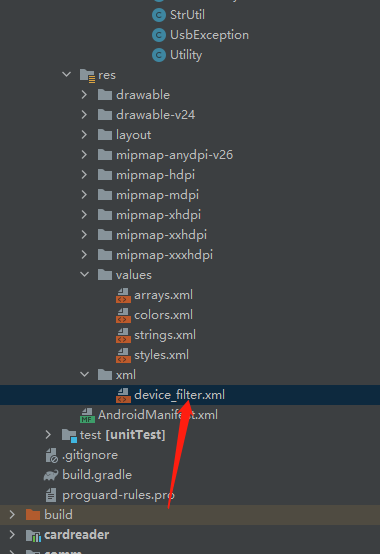 StrUtil
UsbException
Utility
res
drawable
drawable-v24
layout
mipmap-anydpi-v26
mipmap-hdpi
mipmap-mdpi
mipmap-xhdpi
mipmap-xxhdpi
mipmap-xxxhdpi
values
arrays.xml
colors.xml
strings.xml
styles.xml
xml
device_filter.xml
AndroidManifest.xml
test [unitTest]
.gitignore
build.gradle
proguard-rules.pro
build
cardreader